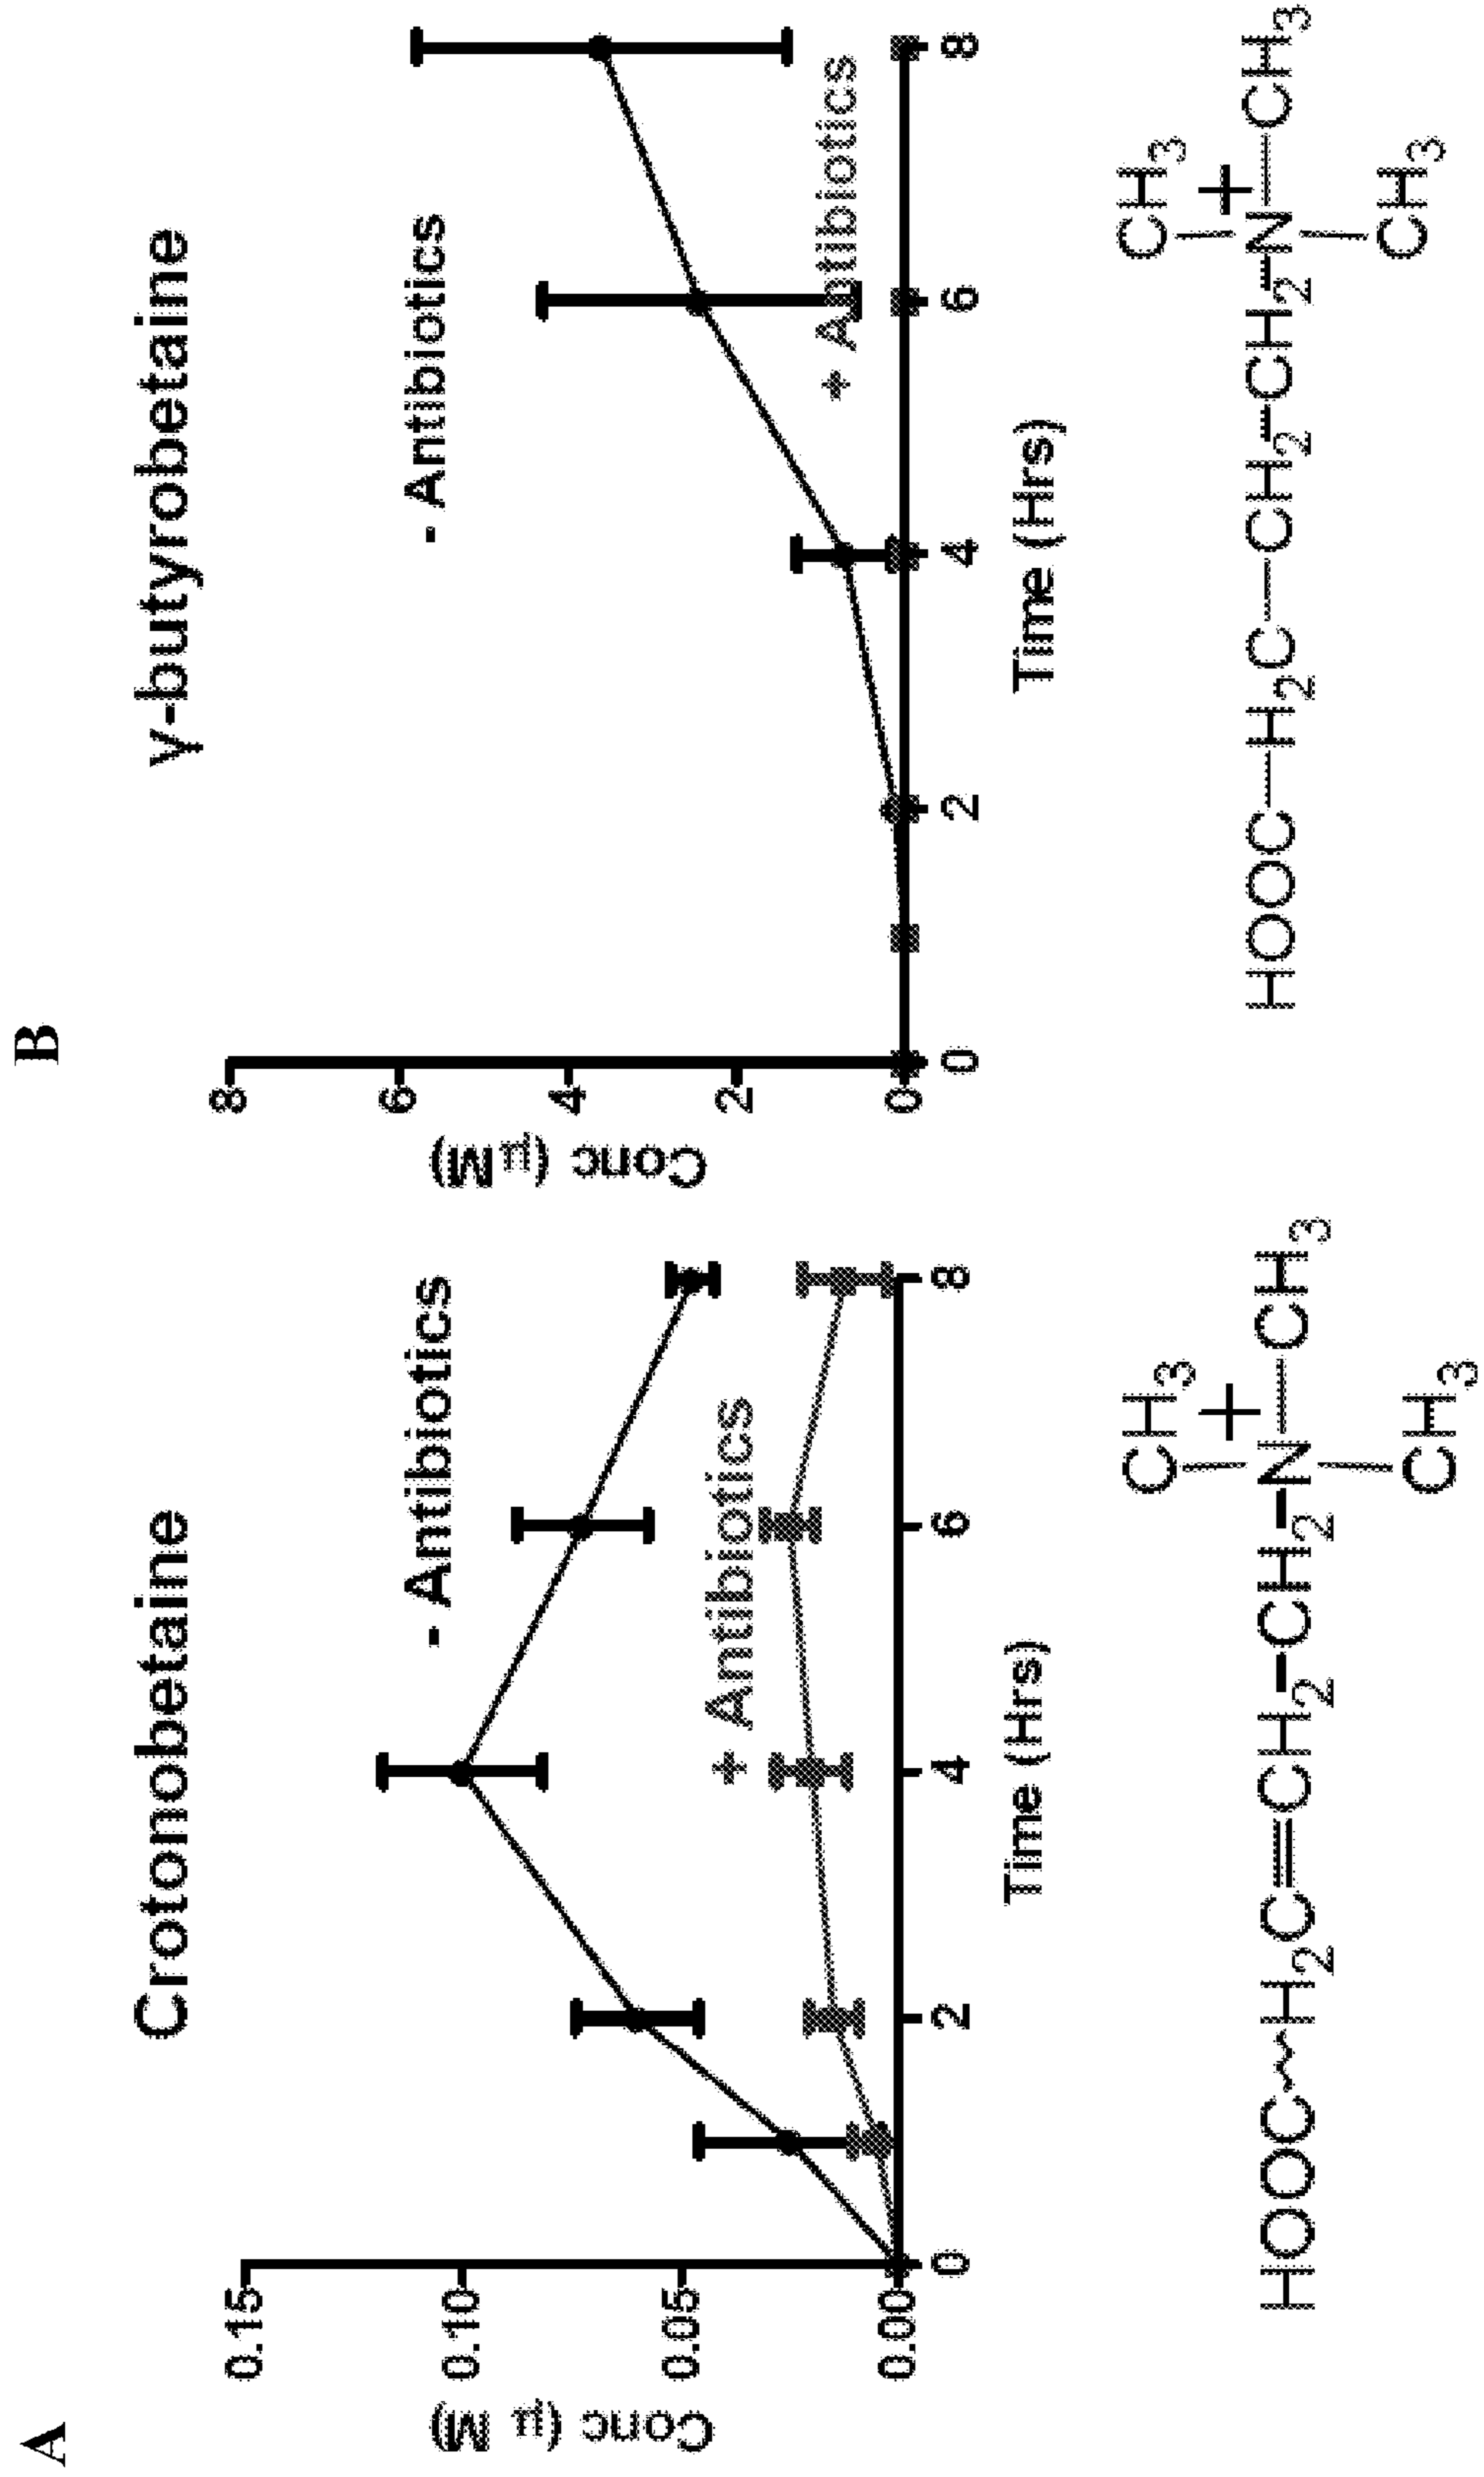 A
Crotonobetaine
Conc (μ M)
0.15
0.10
0.05
0.00
- Antibiotics
+ Antibiotics
0 2 4 6 8
Time (Hrs)
CH3
HOOC H2C=CH2-CH2-N+-CH3
CH3
B
γ-butyrobetaine
Conc (μM)
8
6
4
2
0
- Antibiotics
+ Antibiotics
0 2 4 6 8
Time (Hrs)
CH3
HOOC-H2C-CH2-CH2-N+-CH3
CH3